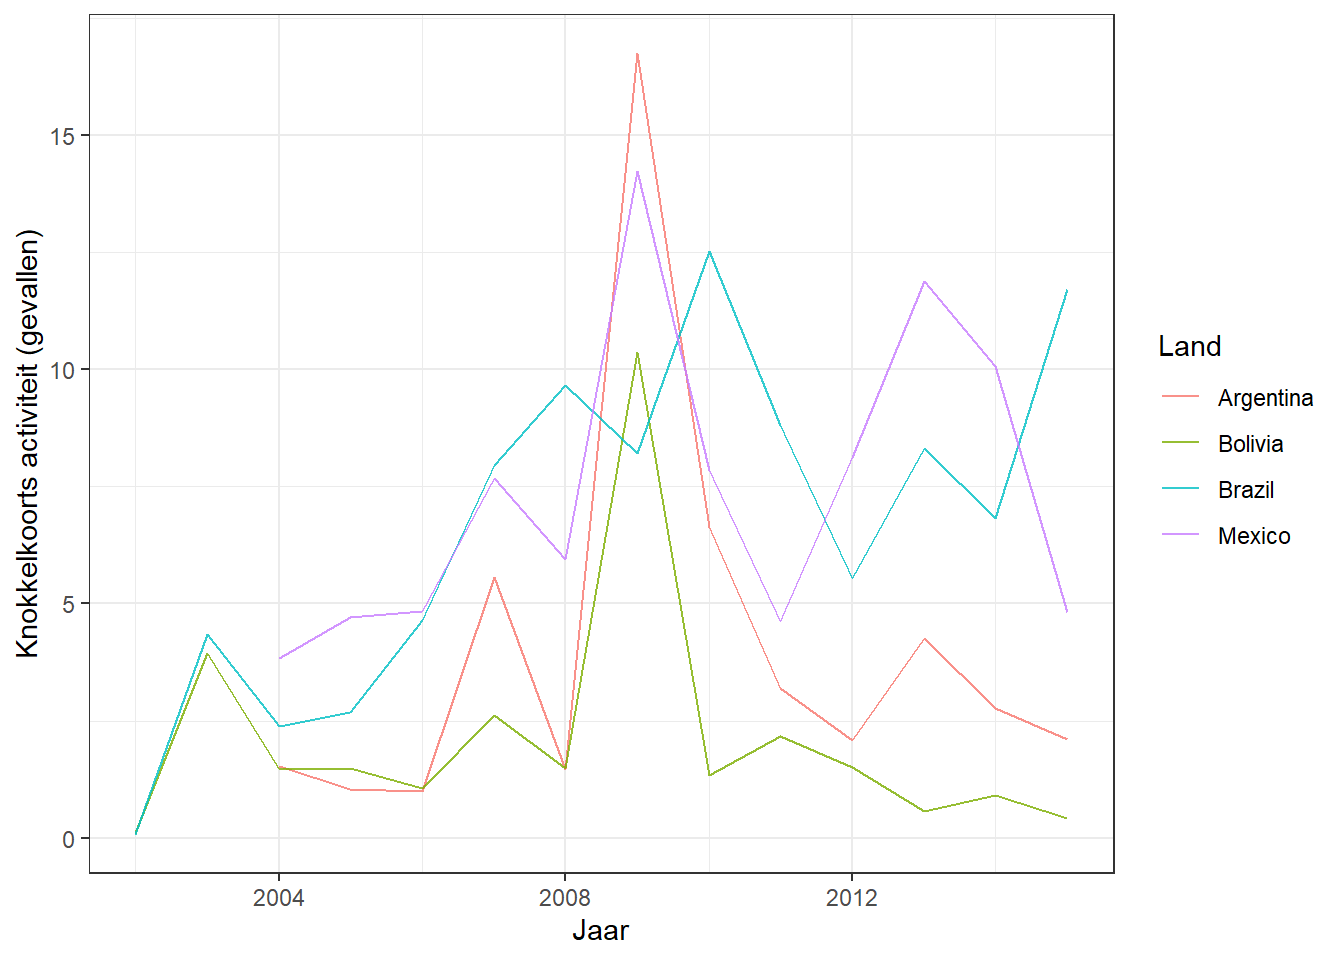 Knokkelkoorts activiteit (gevallen)
15
10
5
0
2004
2008
2012
Jaar
Land
Argentina
Bolivia
Brazil
Mexico